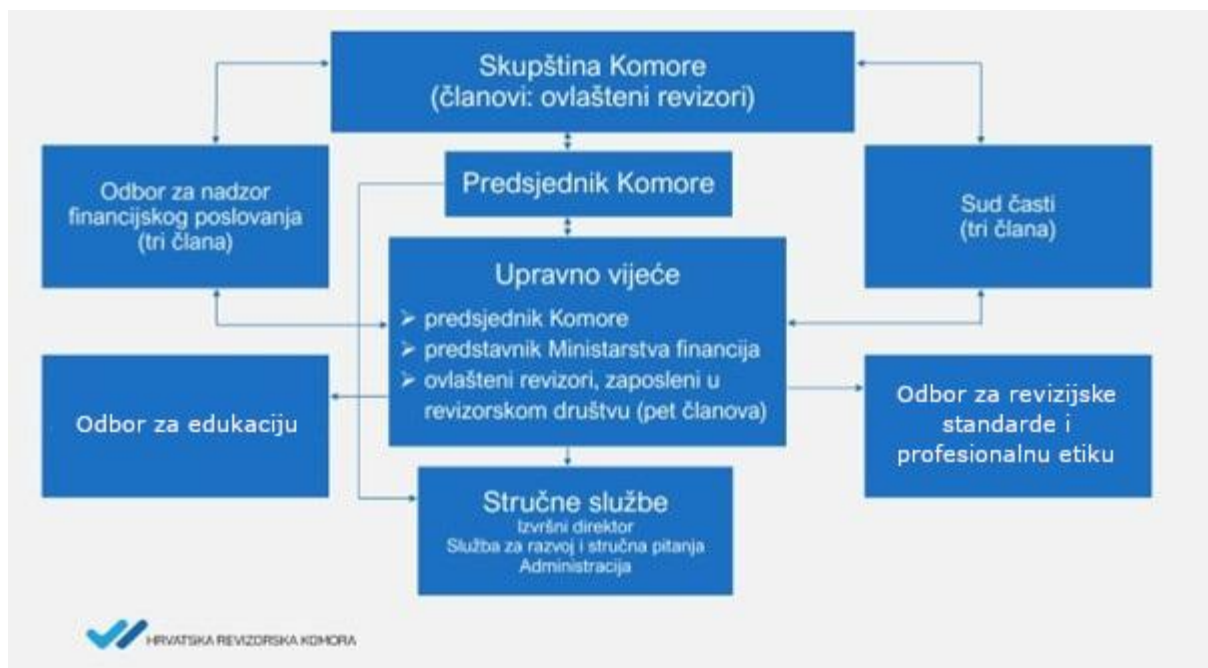 Skupština Komore
(članovi: ovlašteni revizori)
Odbor za nadzor
financijskog poslovanja
(tri člana)
Predsjednik Komore
Sud časti
(tri člana)
Upravno vijeće
➢ predsjednik Komore
➢ predstavnik Ministarstva financija
➢ ovlašteni revizori, zaposleni u
revizorskom društvu (pet članova)
Odbor za edukaciju
Odbor za revizijske
standarde i
profesionalnu etiku
Stručne službe
Izvršni direktor
Služba za razvoj i stručna pitanja
Administracija
HRVATSKA REVIZORSKA KOMORA